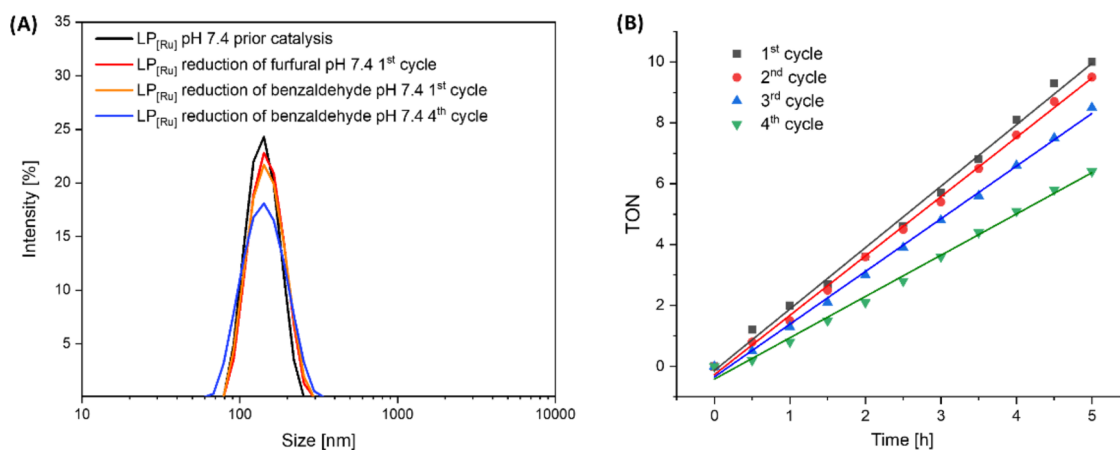 (A)
35
30
25
20
15
10
5
Intensity [%]
LP[Ru] pH 7.4 prior catalysis
LP[Ru] reduction of furfural pH 7.4 1st cycle
LP[Ru] reduction of benzaldehyde pH 7.4 1st cycle
LP[Ru] reduction of benzaldehyde pH 7.4 4th cycle
10
100
1000
10000
Size [nm]
(B)
10
8
6
4
2
0
TON
1st cycle
2nd cycle
3rd cycle
4th cycle
0
1
2
3
4
5
Time [h]